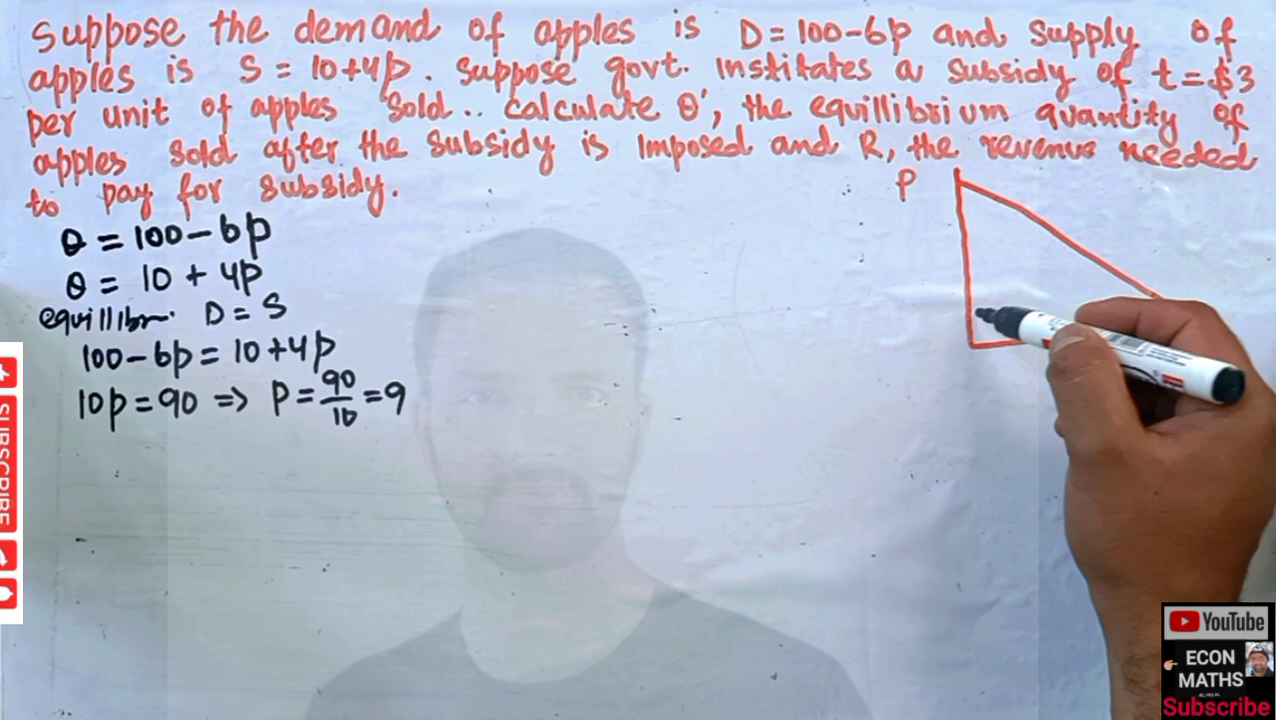 Suppose the demand of apples is D = 100-6p and supply of
apples is S = 10+4p. Suppose govt. Institates a subsidy of t=$3
per unit of apples sold.. calculate θ', the equillibrium quantity of
apples sold after the subsidy is Imposed and R, the revenue needed
to pay for subsidy.
P
θ = 100-6p
θ = 10 + 4p
equillibr. D = S
100-6p = 10+4p
10p = 90 => p = 90/10 = 9
SUBSCRIBE
YouTube
ECON
MATHS
Subscribe